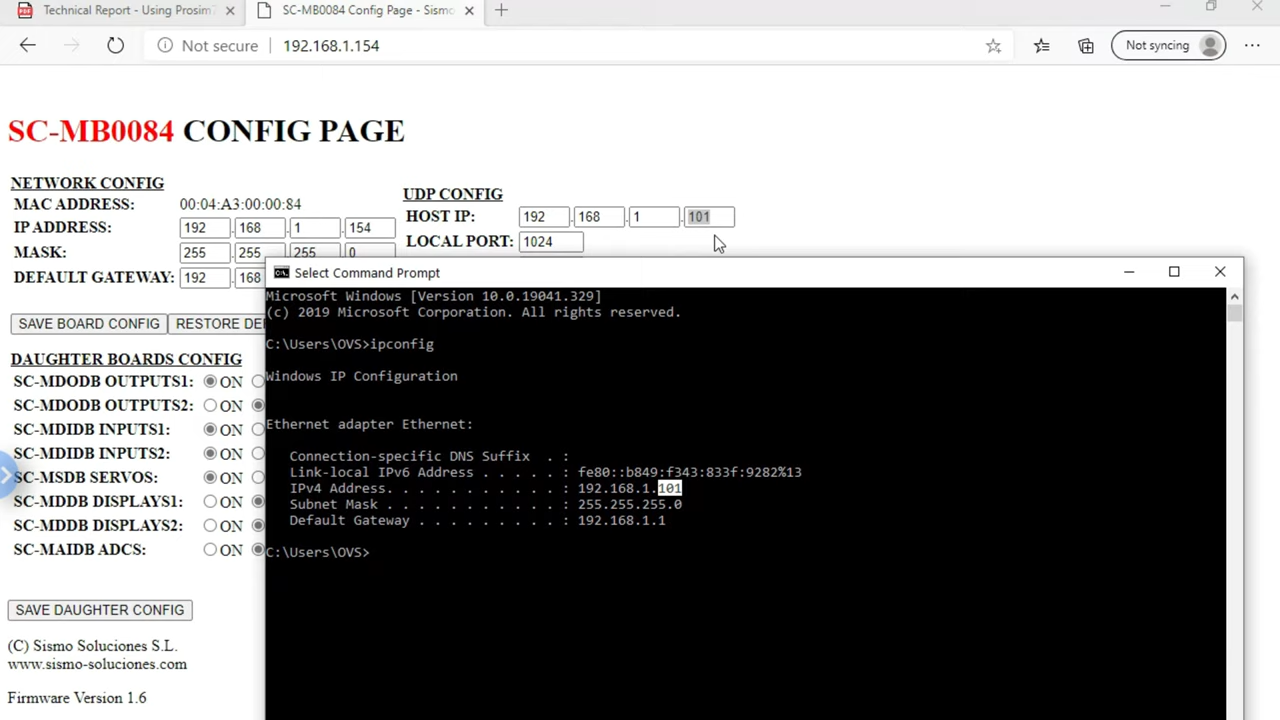 Technical Report - Using Prosim7
SC-MB0084 Config Page - Sismo
Not secure
192.168.1.154
Not syncing
SC-MB0084 CONFIG PAGE
NETWORK CONFIG
MAC ADDRESS: 00:04:A3:00:00:84
IP ADDRESS: 192 . 168 . 1 . 154
MASK: 255 . 255 . 255 . 0
DEFAULT GATEWAY: 192 . 168
UDP CONFIG
HOST IP: 192 . 168 . 1 . 101
LOCAL PORT: 1024
SAVE BOARD CONFIG
RESTORE DE
DAUGHTER BOARDS CONFIG
SC-MDODB OUTPUTS1: ON
SC-MDODB OUTPUTS2: ON
SC-MDIDB INPUTS1: ON
SC-MDIDB INPUTS2: ON
SC-MSDB SERVOS: ON
SC-MDDB DISPLAYS1: ON
SC-MDDB DISPLAYS2: ON
SC-MAIDB ADCS: ON
SAVE DAUGHTER CONFIG
(C) Sismo Soluciones S.L.
www.sismo-soluciones.com
Firmware Version 1.6
Select Command Prompt
Microsoft Windows [Version 10.0.19041.329]
(c) 2019 Microsoft Corporation. All rights reserved.
C:\Users\OVS>ipconfig
Windows IP Configuration
Ethernet adapter Ethernet:
Connection-specific DNS Suffix . :
Link-local IPv6 Address . . . . . : fe80::b849:f343:833f:9282%13
IPv4 Address. . . . . . . . . . . : 192.168.1.101
Subnet Mask . . . . . . . . . . . : 255.255.255.0
Default Gateway . . . . . . . . . : 192.168.1.1
C:\Users\OVS>